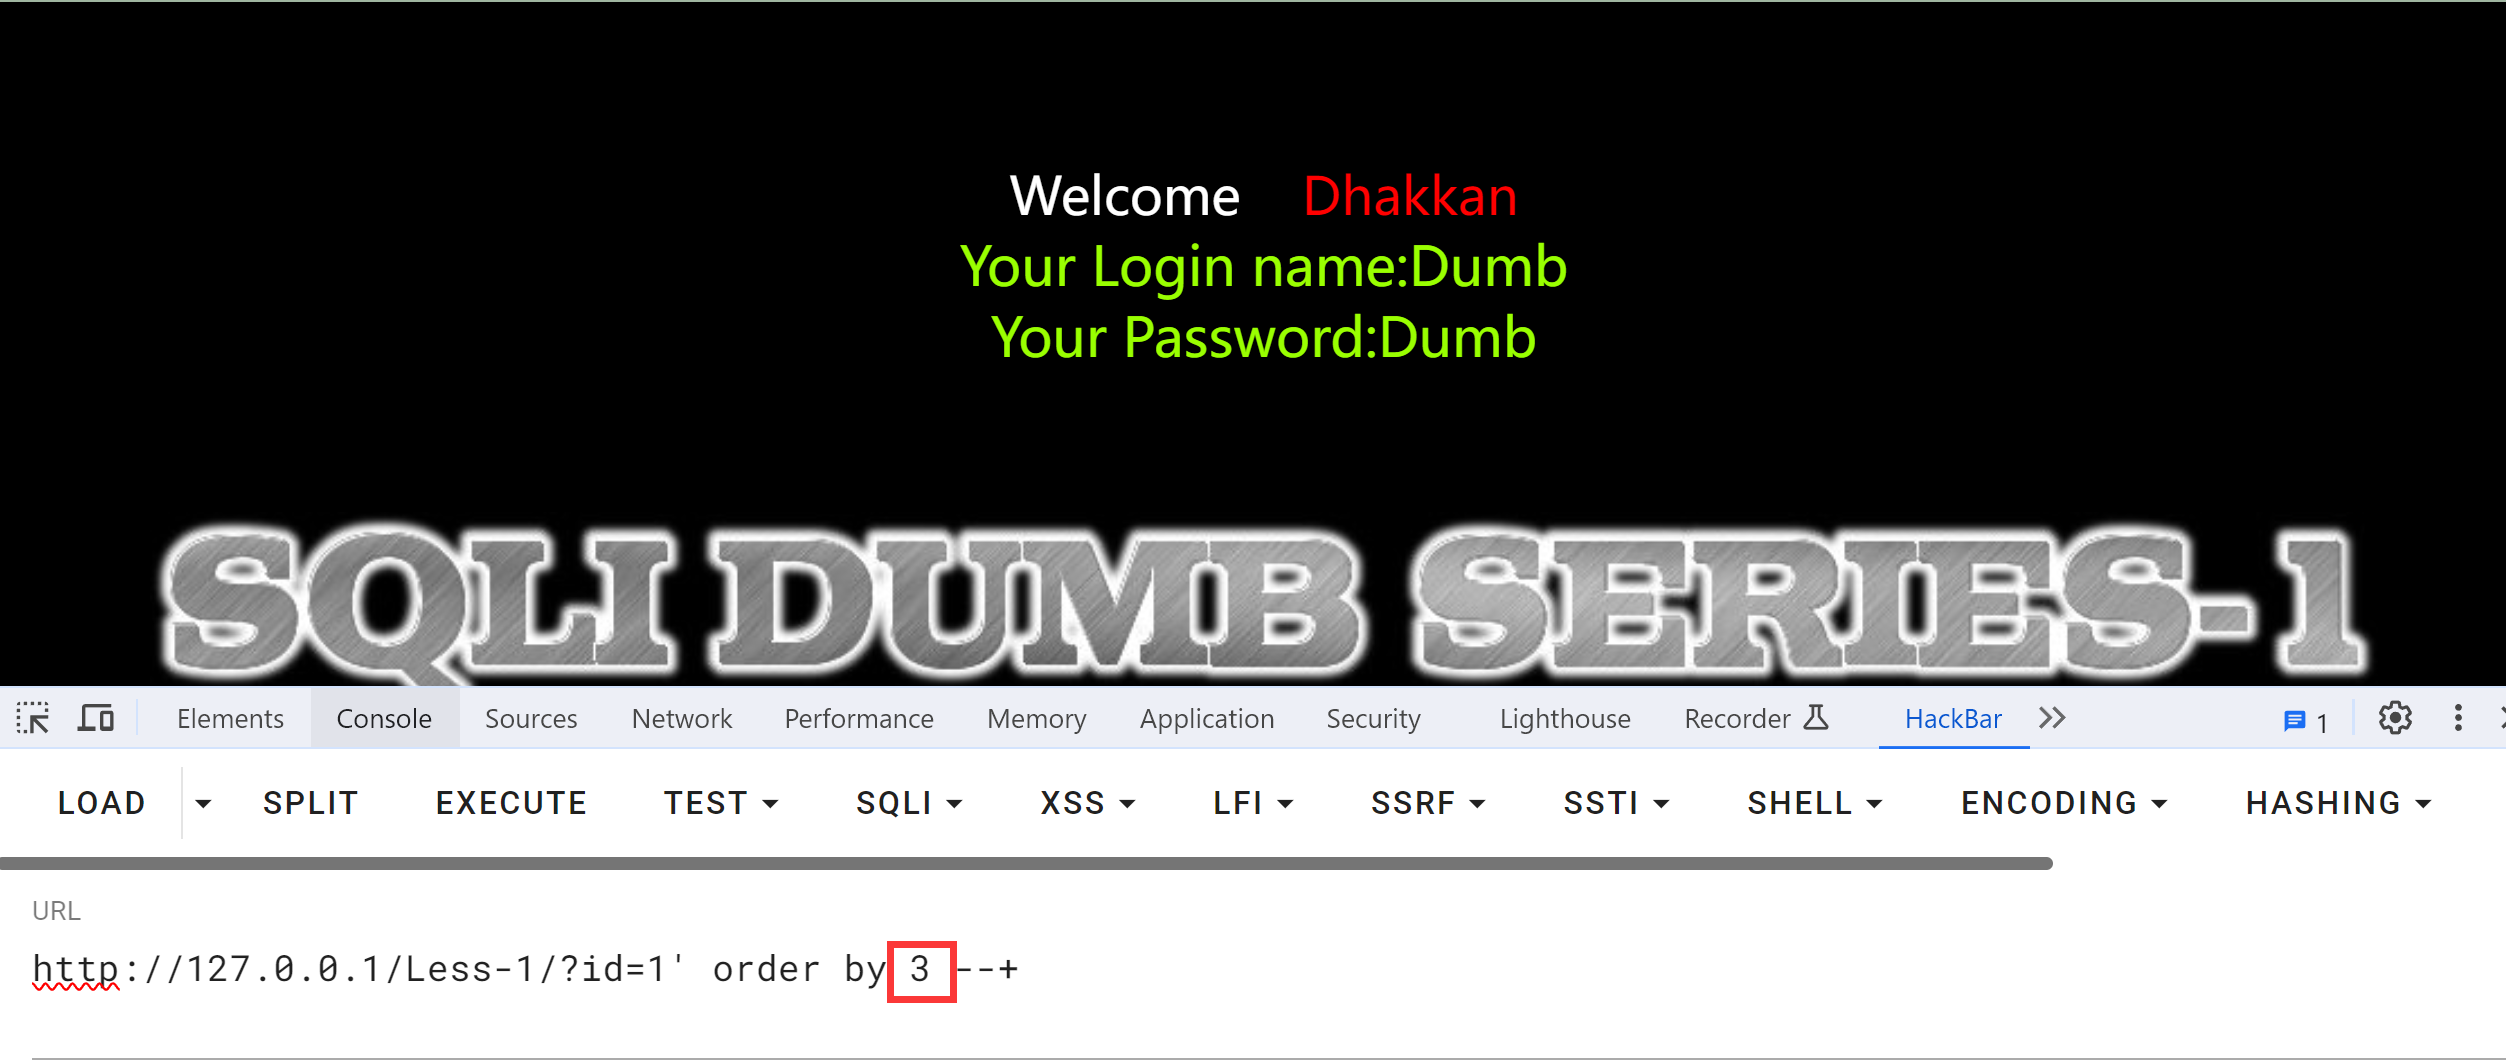 Welcome Dhakkan
Your Login name:Dumb
Your Password:Dumb
SQLI DUMB SERIES-1
Elements Console Sources Network Performance Memory Application Security Lighthouse Recorder HackBar 1
LOAD SPLIT EXECUTE TEST SQLI XSS LFI SSRF SSTI SHELL ENCODING HASHING
URL
http://127.0.0.1/Less-1/?id=1' order by 3 --+